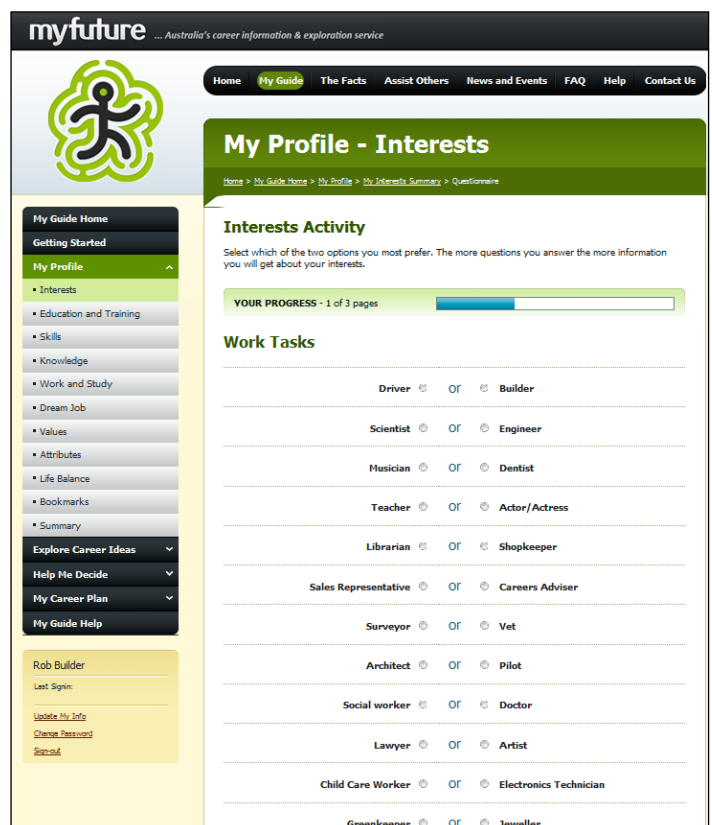 myfuture ... Australia's career information & exploration service
Home My Guide The Facts Assist Others News and Events FAQ Help Contact Us
My Profile - Interests
Home > My Guide Home > My Profile > My Interests Summary > Questionnaire
My Guide Home
Getting Started
My Profile
Interests
Education and Training
Skills
Knowledge
Work and Study
Dream Job
Values
Attributes
Life Balance
Bookmarks
Summary
Explore Career Ideas
Help Me Decide
My Career Plan
My Guide Help
Rob Builder
Last Signin:
Update My Info
Change Password
Sign-out
Interests Activity
Select which of the two options you most prefer. The more questions you answer the more information
you will get about your interests.
YOUR PROGRESS - 1 of 3 pages
Work Tasks
Driver or Builder
Scientist or Engineer
Musician or Dentist
Teacher or Actor/Actress
Librarian or Shopkeeper
Sales Representative or Careers Adviser
Surveyor or Vet
Architect or Pilot
Social worker or Doctor
Lawyer or Artist
Child Care Worker or Electronics Technician
Greenkeeper or Jeweller